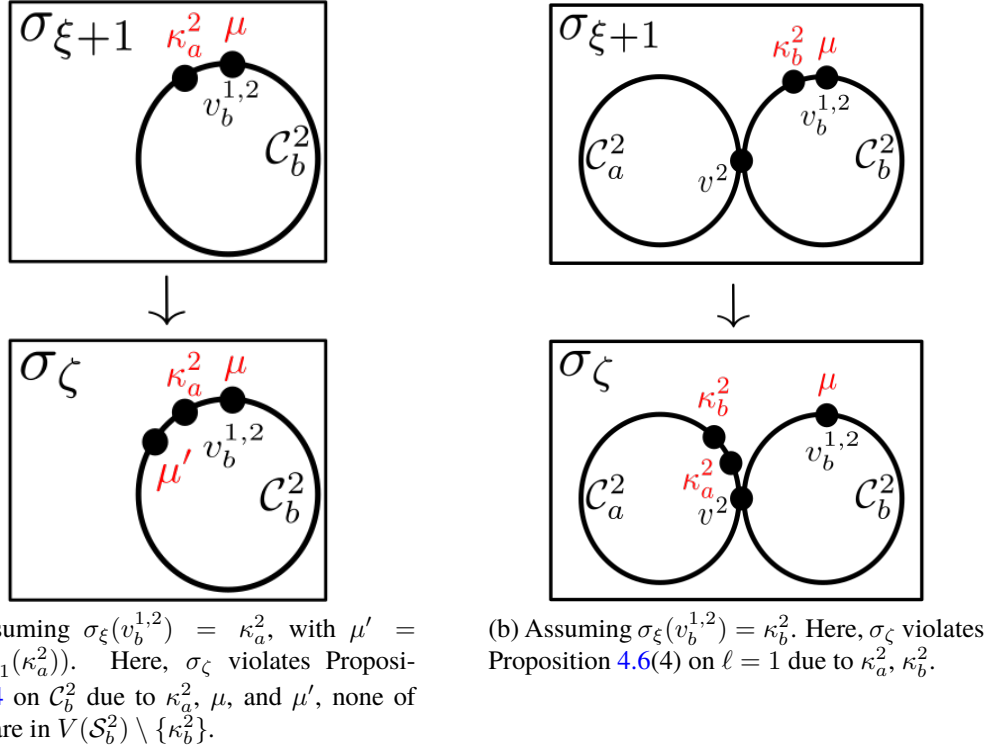 σ_{ξ+1}
κ_a^2 μ
v_b^{1,2}
C_b^2
σ_ζ
κ_a^2 μ
v_b^{1,2}
μ′
C_b^2
suming σ_ξ(v_b^{1,2}) = κ_a^2, with μ′ =
_1(κ_a^2)). Here, σ_ζ violates Proposi-
4 on C_b^2 due to κ_a^2, μ, and μ′, none of
are in V(S_b^2) \ {κ_b^2}.
σ_{ξ+1}
κ_b^2 μ
v_b^{1,2}
C_a^2 v^2 C_b^2
σ_ζ
κ_b^2 μ
κ_a^2 v_b^{1,2}
C_a^2 v^2 C_b^2
(b) Assuming σ_ξ(v_b^{1,2}) = κ_b^2. Here, σ_ζ violates
Proposition 4.6(4) on ℓ = 1 due to κ_a^2, κ_b^2.